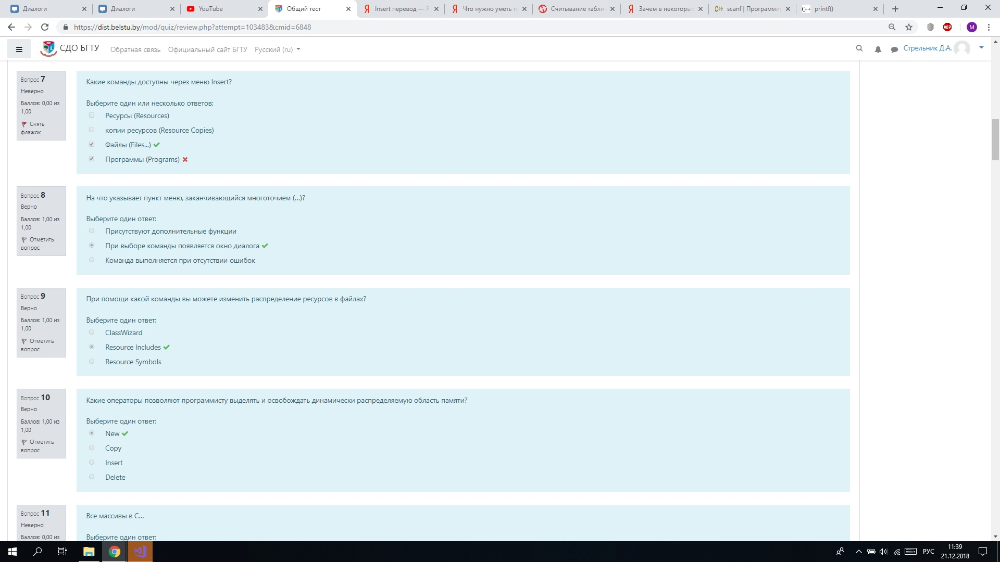 Диалоги
Диалоги
YouTube
Общий тест
Insert перевод —
Что нужно уметь
Считывание табли
Зачем в некоторы
scanf | Программи
C++ printf()
https://dist.belstu.by/mod/quiz/review.php?attempt=103483&cmid=6848
ABP
M
СДО БГТУ
Обратная связь
Официальный сайт БГТУ
Русский (ru)
Стрельник Д.А.
Вопрос 7
Неверно
Баллов: 0,00 из
1,00
Снять
флажок
Какие команды доступны через меню Insert?
Выберите один или несколько ответов:
Ресурсы (Resources)
копии ресурсов (Resource Copies)
Файлы (Files...)
Программы (Programs)
Вопрос 8
Верно
Баллов: 1,00 из
1,00
Отметить
вопрос
На что указывает пункт меню, заканчивающийся многоточием (...)?
Выберите один ответ:
Присутствуют дополнительные функции
При выборе команды появляется окно диалога
Команда выполняется при отсутствии ошибок
Вопрос 9
Верно
Баллов: 1,00 из
1,00
Отметить
вопрос
При помощи какой команды вы можете изменить распределение ресурсов в файлах?
Выберите один ответ:
ClassWizard
Resource Includes
Resource Symbols
Вопрос 10
Верно
Баллов: 1,00 из
1,00
Отметить
вопрос
Какие операторы позволяют программисту выделять и освобождать динамически распределяемую область памяти?
Выберите один ответ:
New
Copy
Insert
Delete
Вопрос 11
Неверно
Баллов: 0,00 из
Все массивы в С...
Выберите один ответ:
РУС
11:39
21.12.2018